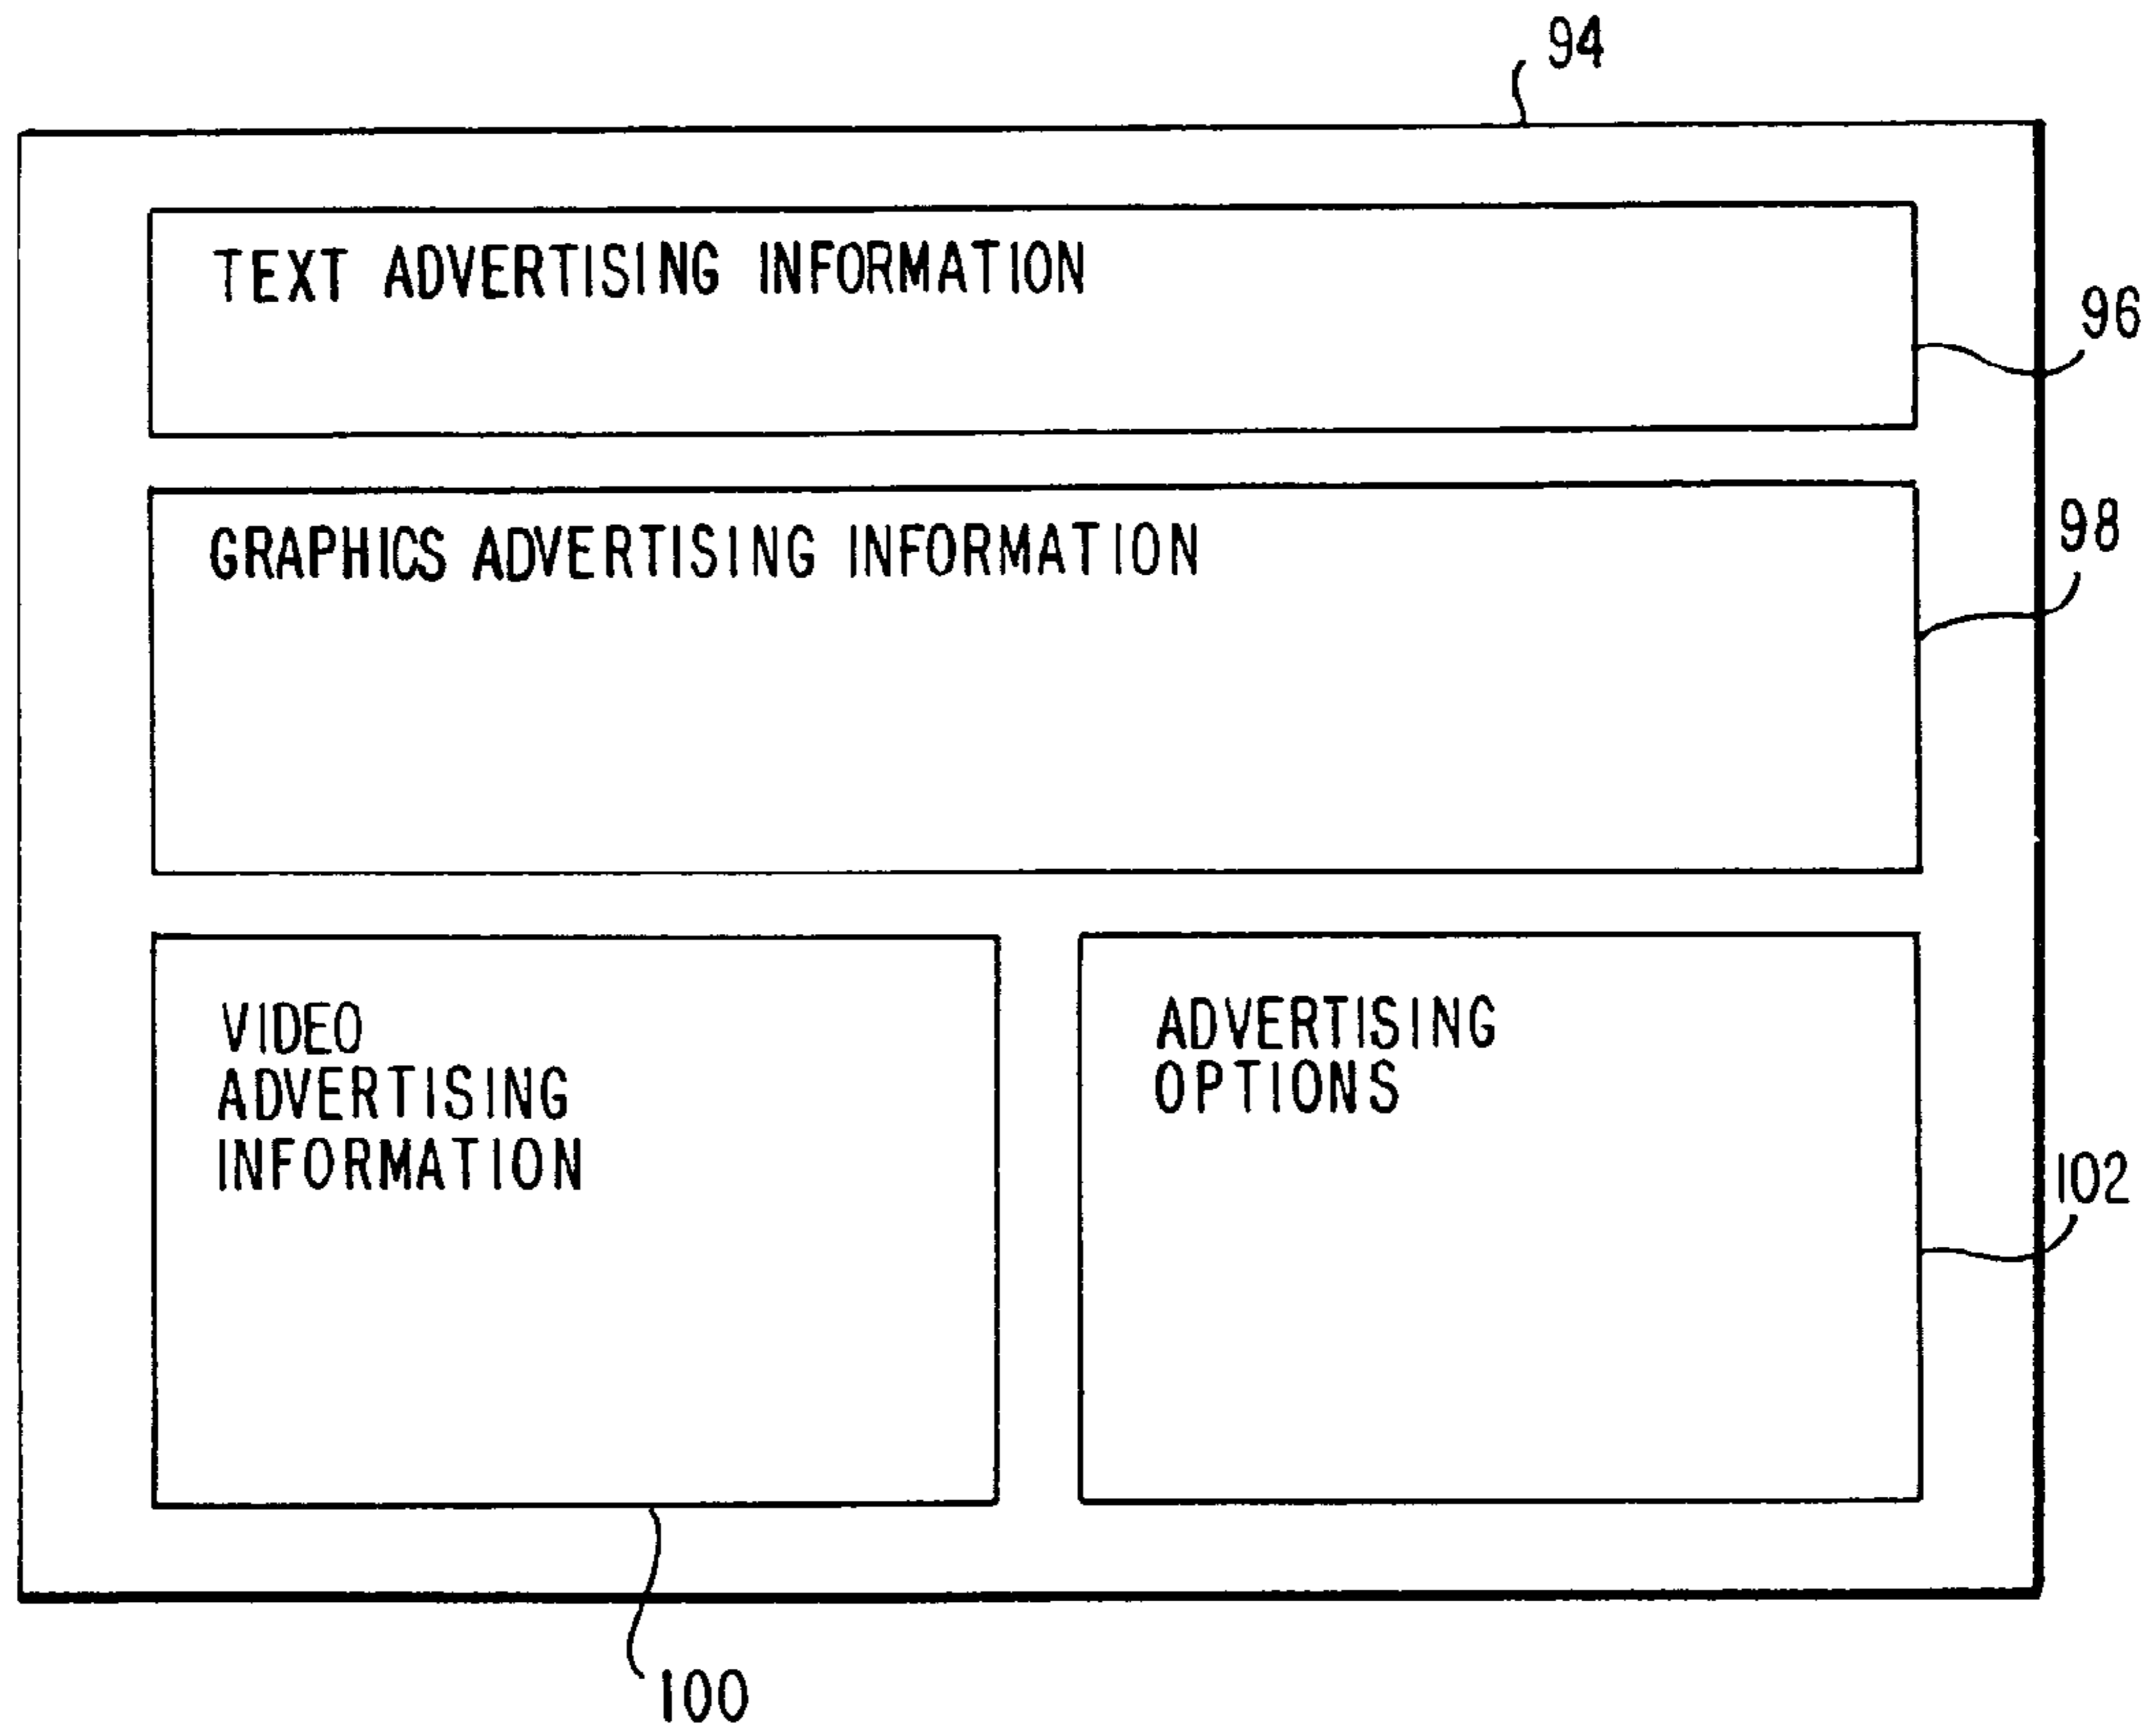 94
TEXT ADVERTISING INFORMATION
96
GRAPHICS ADVERTISING INFORMATION
98
VIDEO
ADVERTISING
INFORMATION
ADVERTISING
OPTIONS
102
100